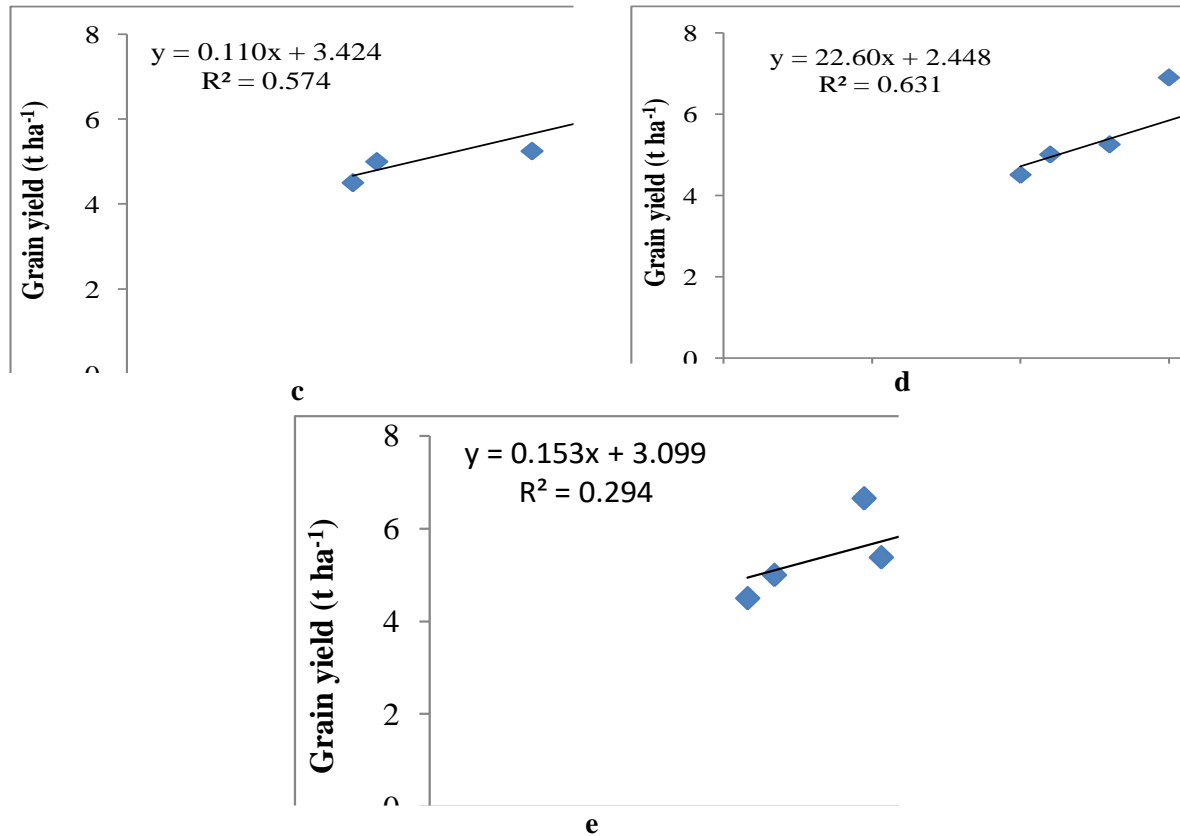 8
y = 0.110x + 3.424
R² = 0.574
6
4
2
0
Grain yield (t ha⁻¹)
c
8
y = 22.60x + 2.448
R² = 0.631
6
4
2
0
Grain yield (t ha⁻¹)
d
8
y = 0.153x + 3.099
R² = 0.294
6
4
2
0
Grain yield (t ha⁻¹)
e